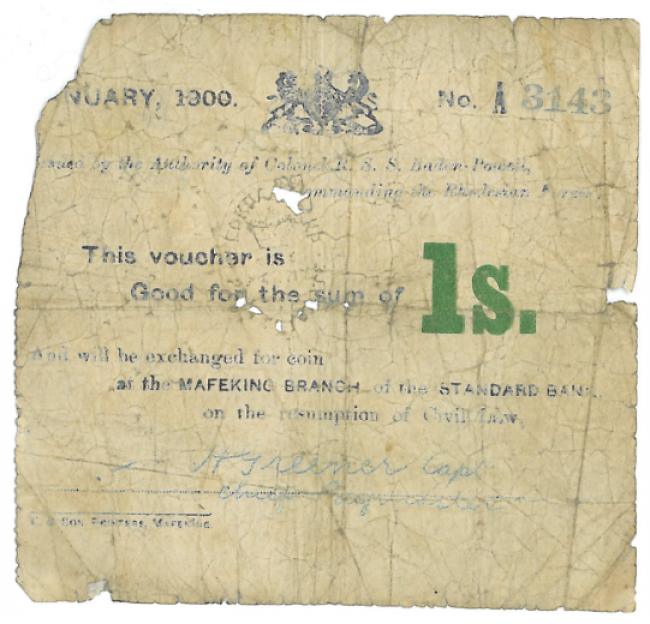 NUARY, 1900.
No. A 3143
ssued by the Authority of Colonel R. S. S. Baden-Powell,
ommanding the Rhodesian Forces.
This voucher is
Good for the sum of
1s.
And will be exchanged for coin
at the MAFEKING BRANCH of the STANDARD BANK,
on the resumption of Civil Law,
H Greener Capt
Chief Paymaster
& Son, Printers, Mafeking.